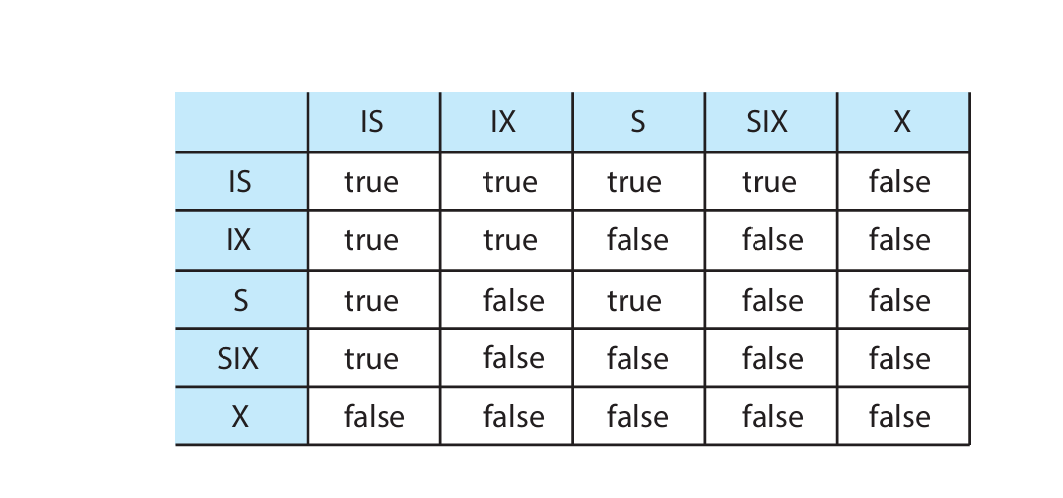 IS IX S SIX X
IS true true true true false
IX true true false false false
S true false true false false
SIX true false false false false
X false false false false false